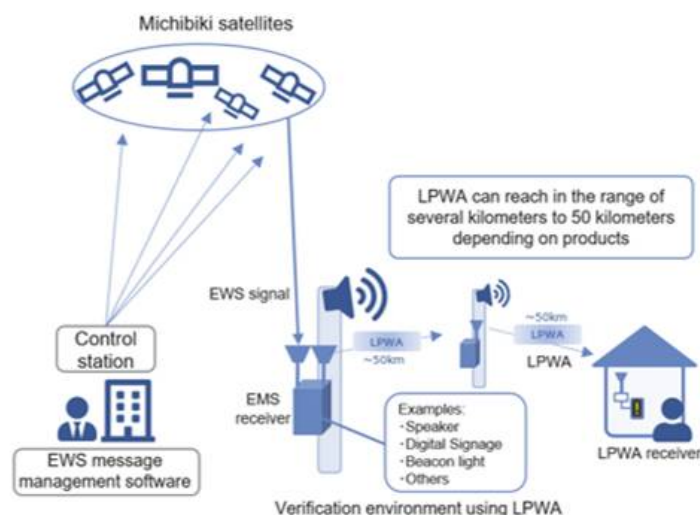 Michibiki satellites
LPWA can reach in the range of
several kilometers to 50 kilometers
depending on products
EWS signal
Control
station
LPWA
~50km
~50km
LPWA
LPWA
EMS
receiver
Examples:
・Speaker
・Digital Signage
・Beacon light
・Others
LPWA receiver
EWS message
management software
Verification environment using LPWA